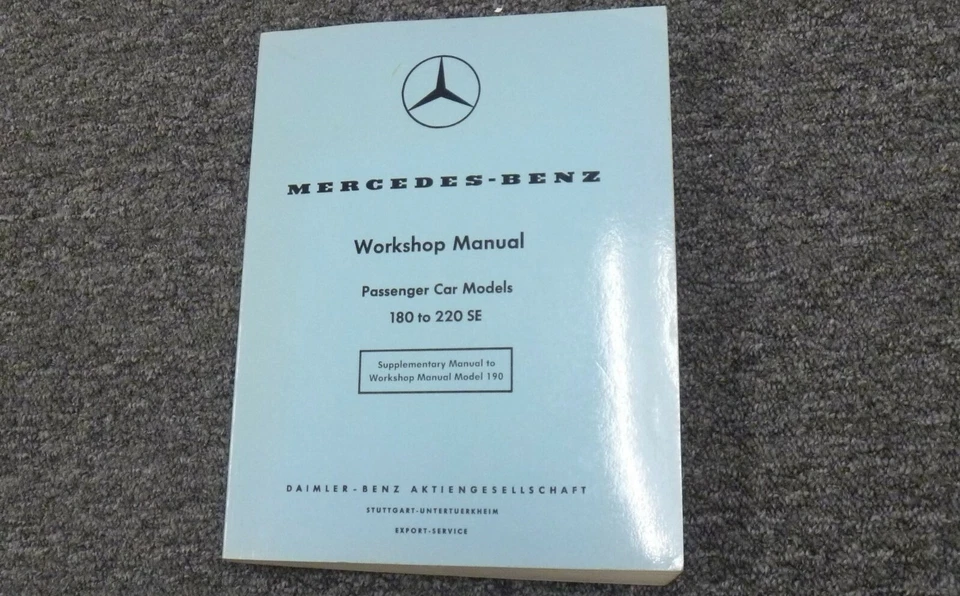 MERCEDES-BENZ
Workshop Manual
Passenger Car Models
180 to 220 SE
Supplementary Manual to
Workshop Manual Model 190
DAIMLER-BENZ AKTIENGESELLSCHAFT
STUTTGART-UNTERTUERKHEIM
EXPORT-SERVICE